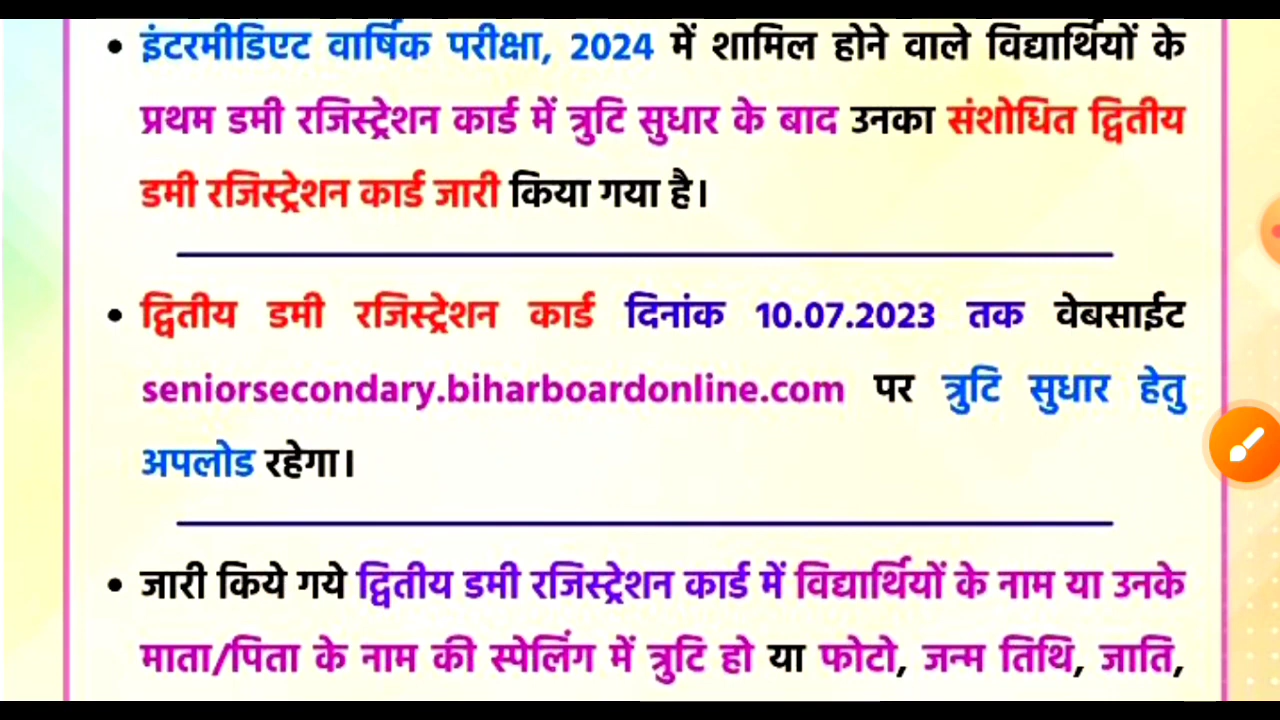 • इंटरमीडिएट वार्षिक परीक्षा, 2024 में शामिल होने वाले विद्यार्थियों के
प्रथम डमी रजिस्ट्रेशन कार्ड में त्रुटि सुधार के बाद उनका संशोधित द्वितीय
डमी रजिस्ट्रेशन कार्ड जारी किया गया है।
• द्वितीय डमी रजिस्ट्रेशन कार्ड दिनांक 10.07.2023 तक वेबसाईट
seniorsecondary.biharboardonline.com पर त्रुटि सुधार हेतु
अपलोड रहेगा।
• जारी किये गये द्वितीय डमी रजिस्ट्रेशन कार्ड में विद्यार्थियों के नाम या उनके
माता/पिता के नाम की स्पेलिंग में त्रुटि हो या फोटो, जन्म तिथि, जाति,